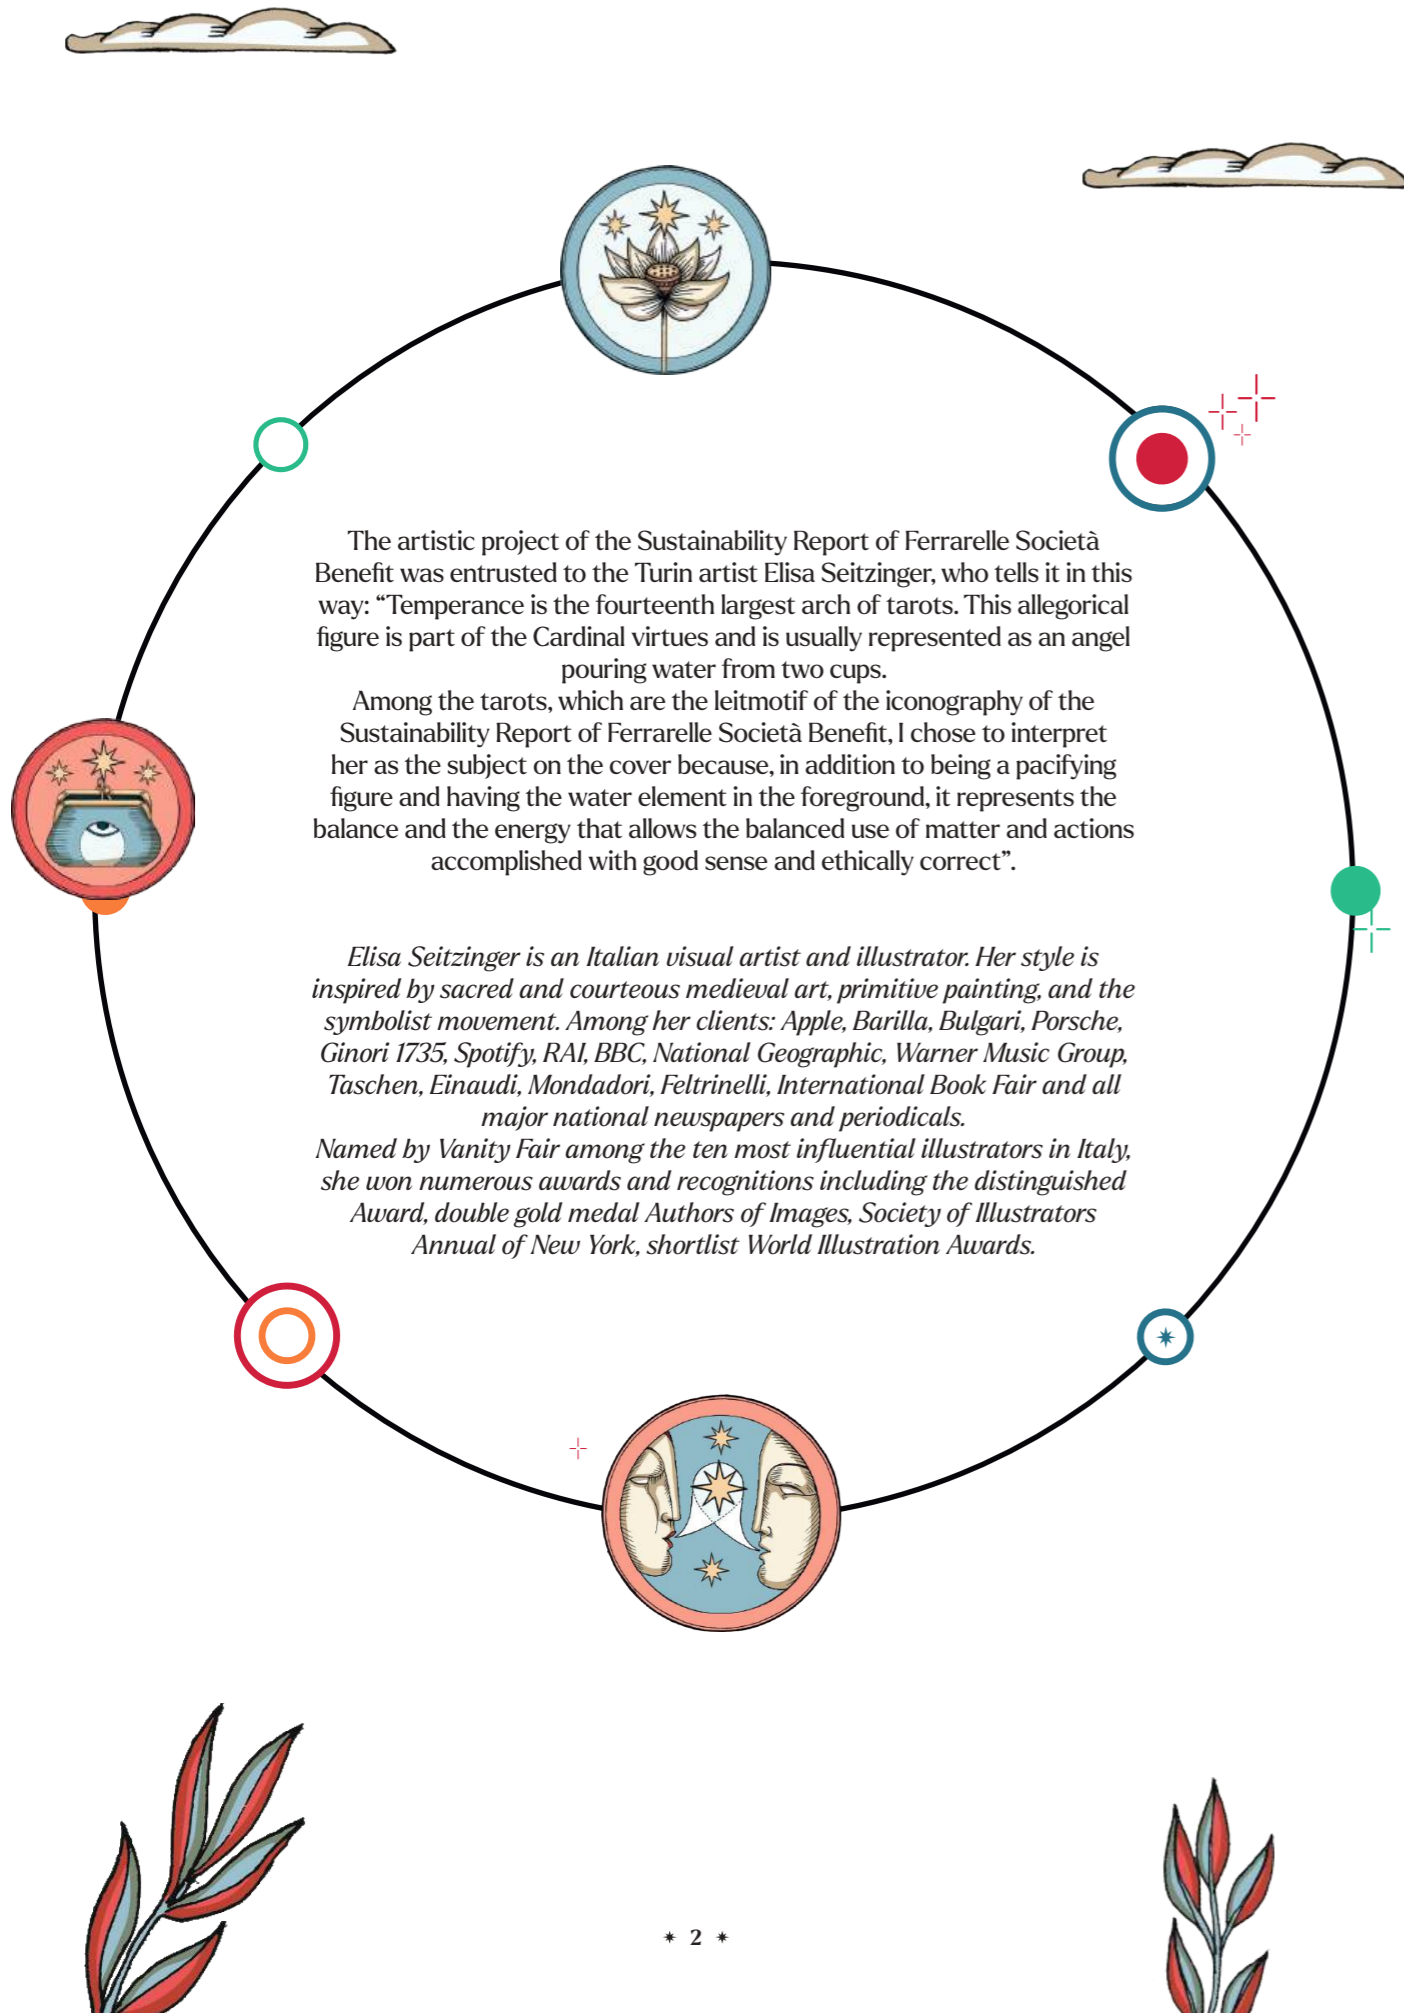 The artistic project of the Sustainability Report of Ferrarelle Società
Benefit was entrusted to the Turin artist Elisa Seitzinger, who tells it in this
way: “Temperance is the fourteenth largest arch of tarots. This allegorical
figure is part of the Cardinal virtues and is usually represented as an angel
pouring water from two cups.
Among the tarots, which are the leitmotif of the iconography of the
Sustainability Report of Ferrarelle Società Benefit, I chose to interpret
her as the subject on the cover because, in addition to being a pacifying
figure and having the water element in the foreground, it represents the
balance and the energy that allows the balanced use of matter and actions
accomplished with good sense and ethically correct”.
Elisa Seitzinger is an Italian visual artist and illustrator. Her style is
inspired by sacred and courteous medieval art, primitive painting, and the
symbolist movement. Among her clients: Apple, Barilla, Bulgari, Porsche,
Ginori 1735, Spotify, RAI, BBC, National Geographic, Warner Music Group,
Taschen, Einaudi, Mondadori, Feltrinelli, International Book Fair and all
major national newspapers and periodicals.
Named by Vanity Fair among the ten most influential illustrators in Italy,
she won numerous awards and recognitions including the distinguished
Award, double gold medal Authors of Images, Society of Illustrators
Annual of New York, shortlist World Illustration Awards.
2